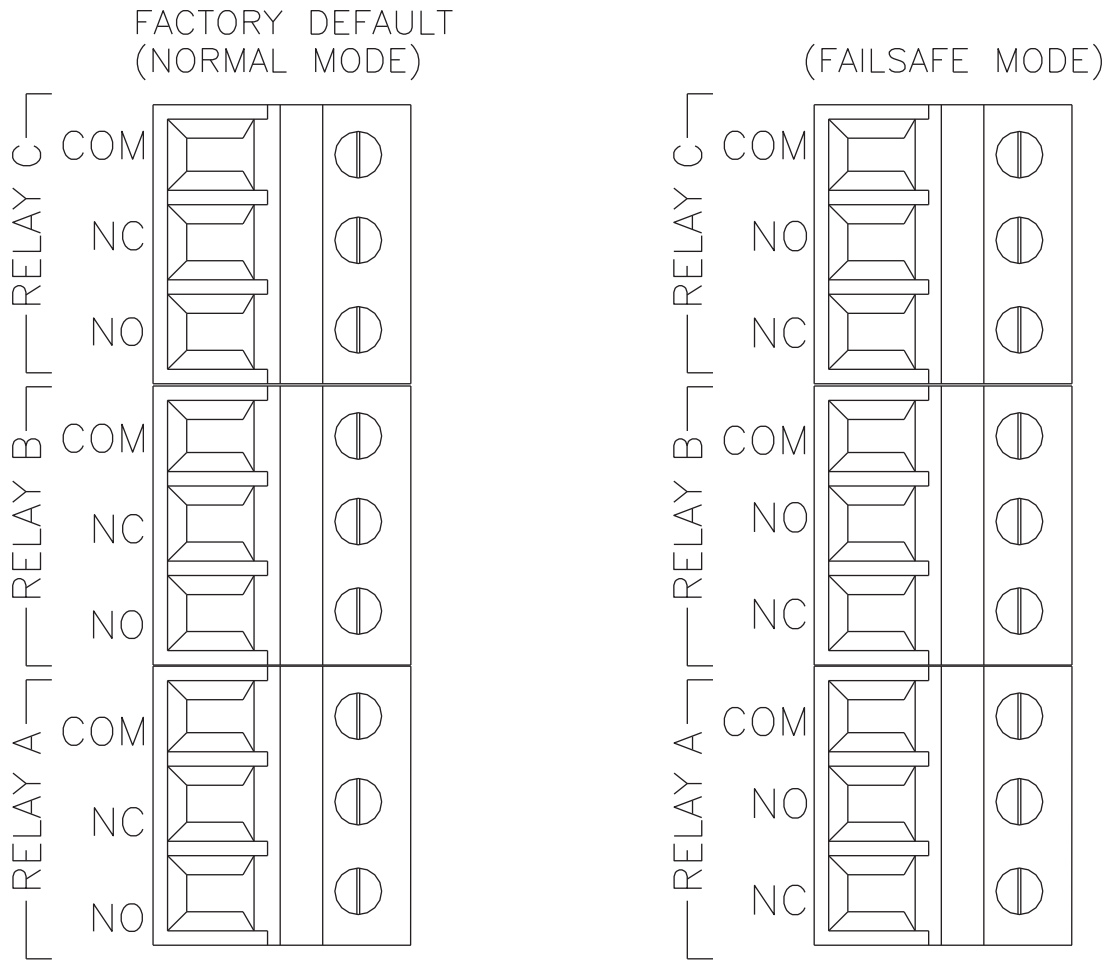 FACTORY DEFAULT
(NORMAL MODE)
RELAY C
COM
NC
NO
RELAY B
COM
NC
NO
RELAY A
COM
NC
NO
(FAILSAFE MODE)
RELAY C
COM
NO
NC
RELAY B
COM
NO
NC
RELAY A
COM
NO
NC